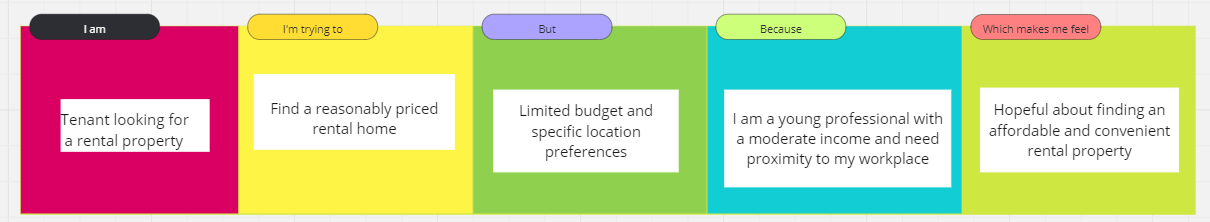 I am
I'm trying to
But
Because
Which makes me feel
Tenant looking for
a rental property
Find a reasonably priced
rental home
Limited budget and
specific location
preferences
I am a young professional with
a moderate income and need
proximity to my workplace
Hopeful about finding an
affordable and convenient
rental property